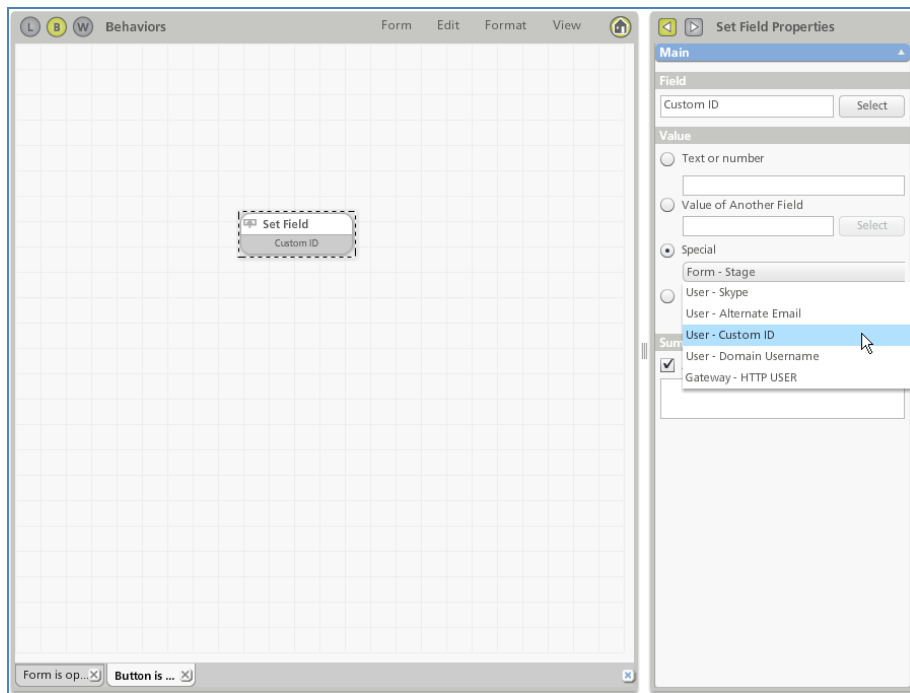 L B W Behaviors Form Edit Format View
Set Field
Custom ID
Form is op...
Button is ...
Set Field Properties
Main
Field
Custom ID Select
Value
Text or number
Value of Another Field
Select
Special
Form - Stage
User - Skype
User - Alternate Email
User - Custom ID
User - Domain Username
Gateway - HTTP USER